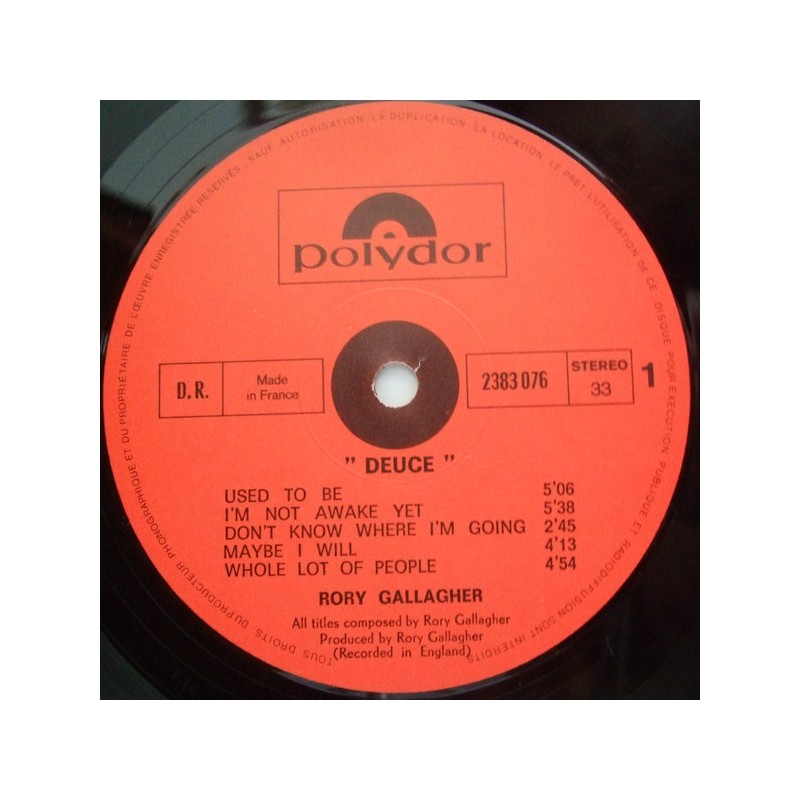 TOUS DROITS DU PRODUCTEUR PHONOGRAPHIQUE ET DU PROPRIÉTAIRE DE L'ŒUVRE ENREGISTRÉE RÉSERVÉS. SAUF AUTORISATION, LA DUPLICATION, LA LOCATION, LE PRÊT, L'UTILISATION DE CE DISQUE POUR EXÉCUTION PUBLIQUE ET RADIODIFFUSION SONT INTERDITS
polydor
D.R.
Made
in France
2383 076
STEREO
33
1
" DEUCE "
USED TO BE 5'06
I'M NOT AWAKE YET 5'38
DON'T KNOW WHERE I'M GOING 2'45
MAYBE I WILL 4'13
WHOLE LOT OF PEOPLE 4'54
RORY GALLAGHER
All titles composed by Rory Gallagher
Produced by Rory Gallagher
(Recorded in England)